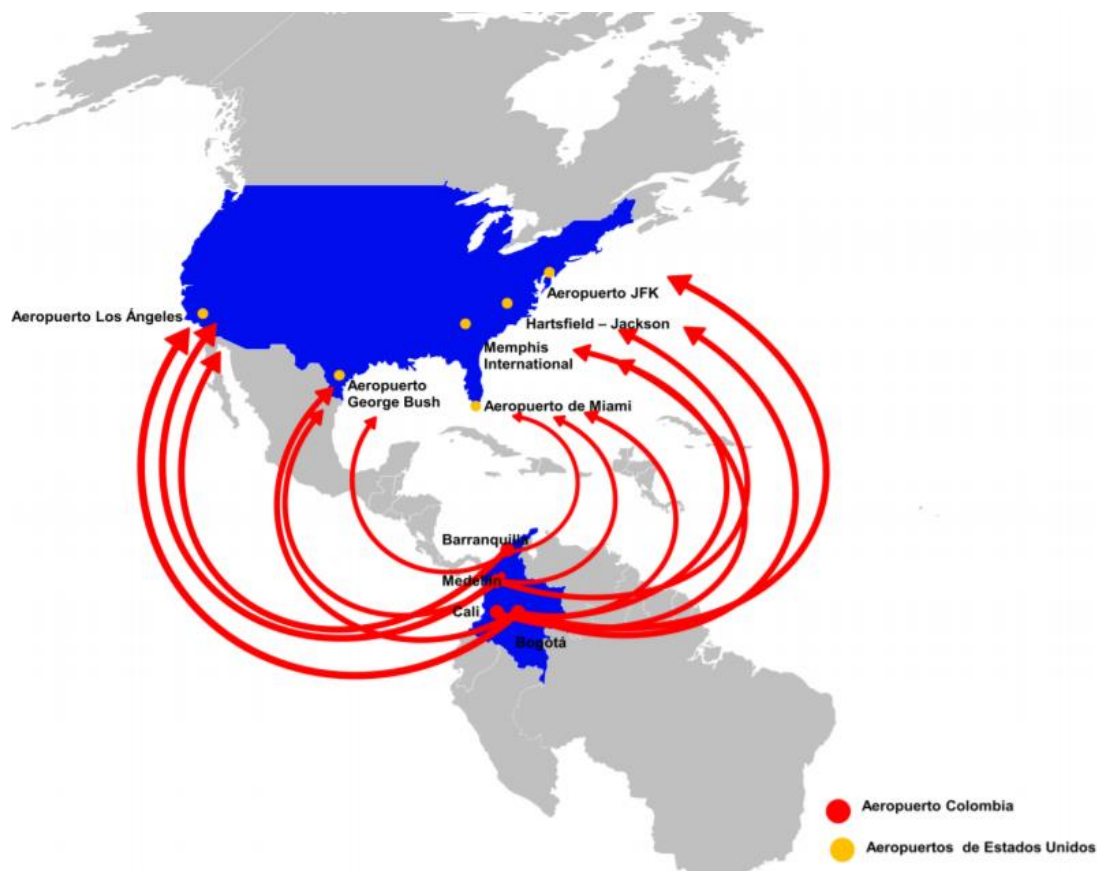 Aeropuerto JFK
Aeropuerto Los Ángeles
Hartsfield – Jackson
Memphis
International
Aeropuerto
George Bush
Aeropuerto de Miami
Barranquilla
Medellín
Cali
Bogotá
Aeropuerto Colombia
Aeropuertos de Estados Unidos